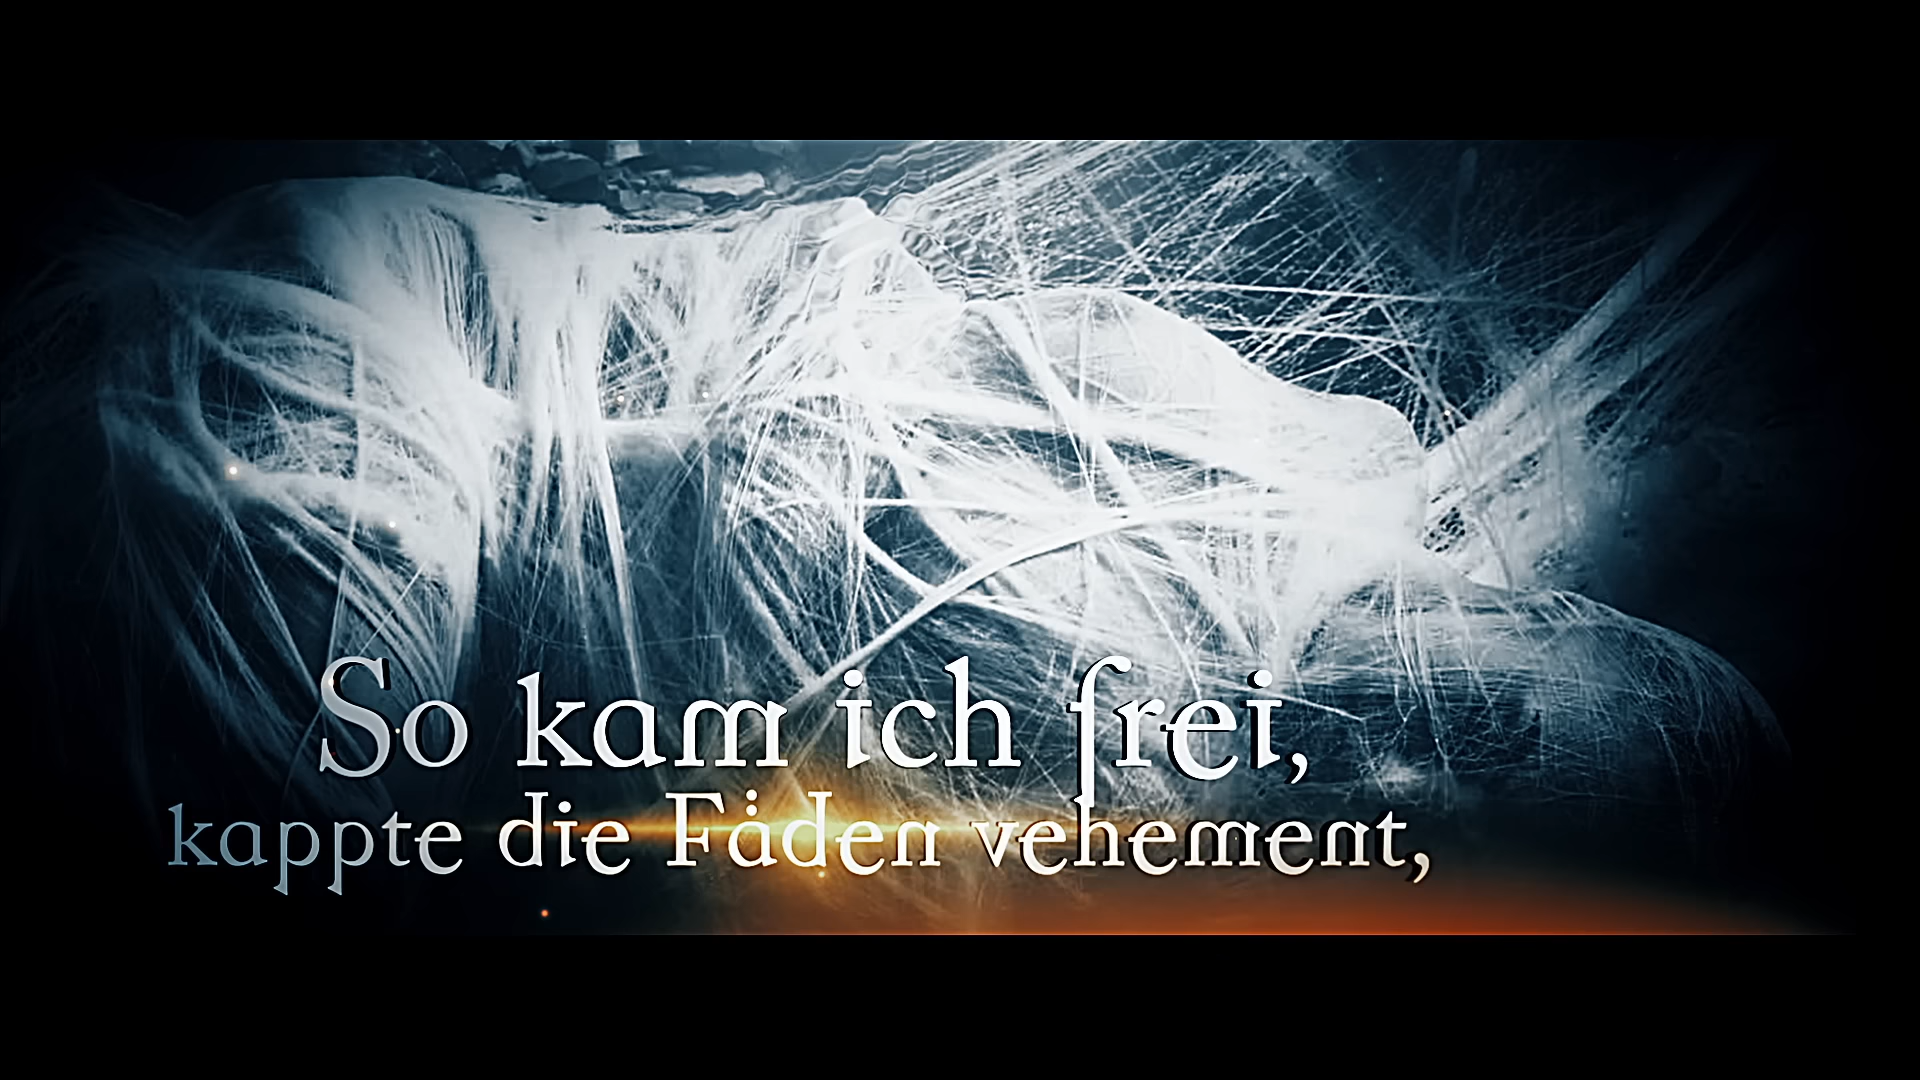 So kam ich frei,
kappte die Fäden vehement,